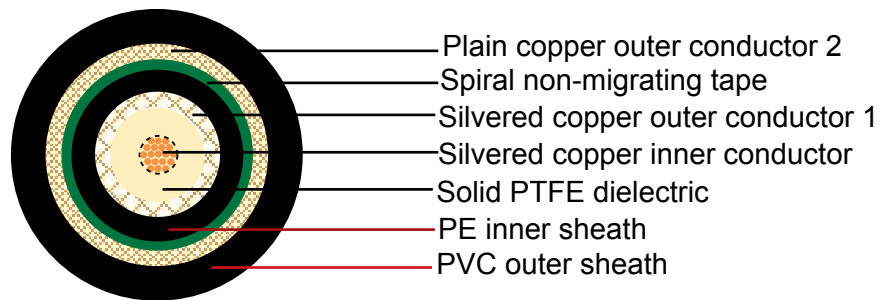 Plain copper outer conductor 2
Spiral non-migrating tape
Silvered copper outer conductor 1
Silvered copper inner conductor
Solid PTFE dielectric
PE inner sheath
PVC outer sheath